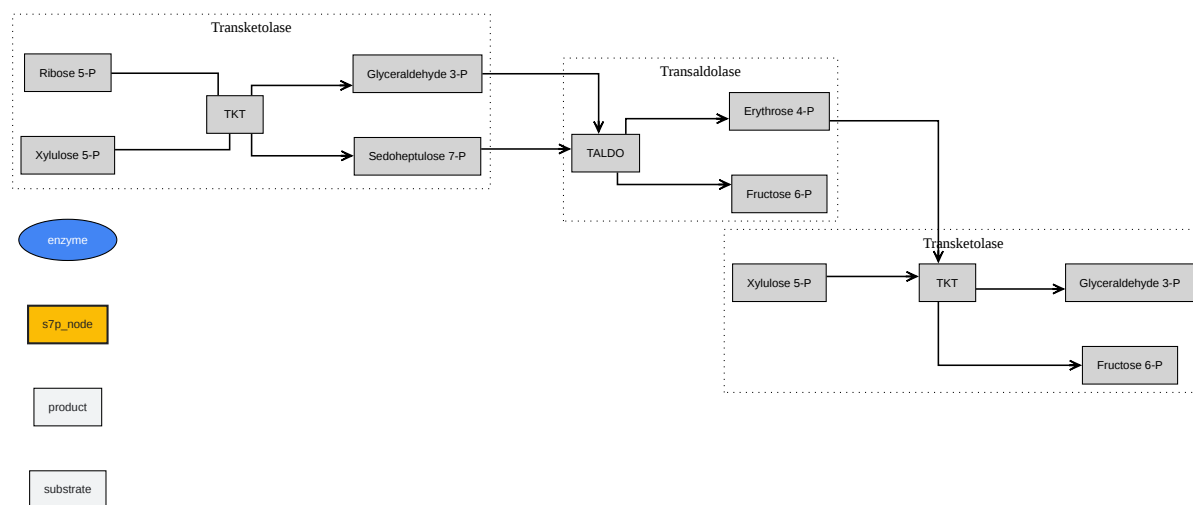 Transketolase
Ribose 5-P
Glyceraldehyde 3-P
TKT
Xylulose 5-P
Sedoheptulose 7-P
Transaldolase
Erythrose 4-P
TALDO
Fructose 6-P
Transketolase
Xylulose 5-P
TKT
Glyceraldehyde 3-P
Fructose 6-P
enzyme
s7p_node
product
substrate